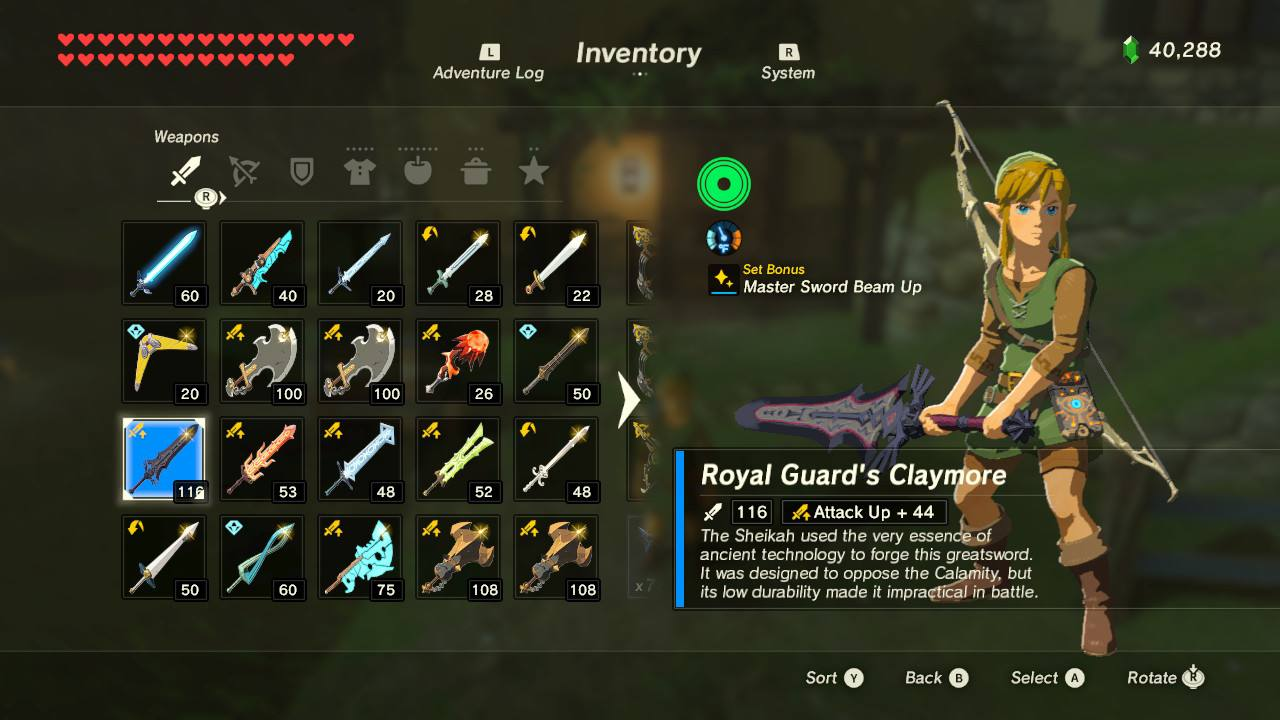 L
Inventory
R
Adventure Log
System
40,288
Weapons
R
60
40
20
28
22
Set Bonus
Master Sword Beam Up
20
100
100
26
50
116
53
48
52
48
Royal Guard's Claymore
116
Attack Up + 44
The Sheikah used the very essence of
ancient technology to forge this greatsword.
It was designed to oppose the Calamity, but
its low durability made it impractical in battle.
50
60
75
108
108
x7
Sort Y
Back B
Select A
Rotate R